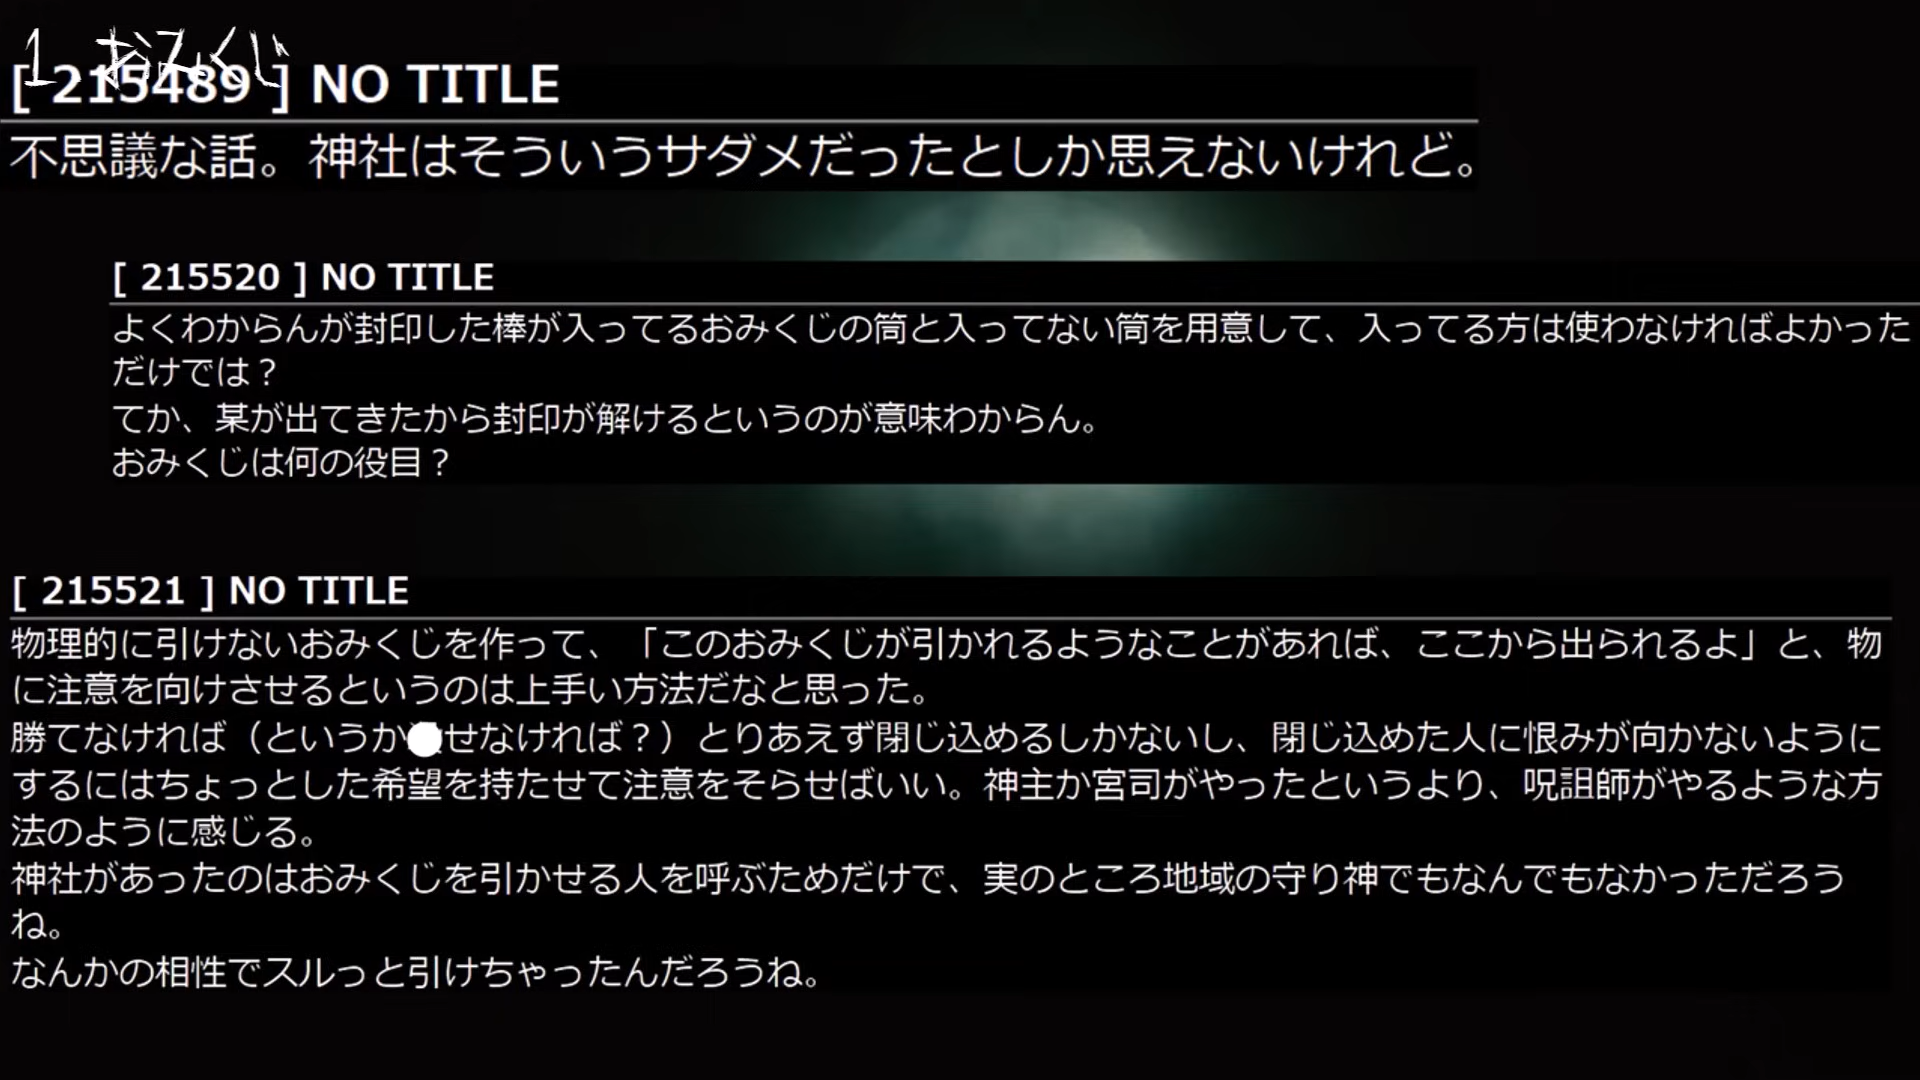 1 おみくじ
[ 215489 ] NO TITLE
不思議な話。神社はそういうサダメだったとしか思えないけれど。
[ 215520 ] NO TITLE
よくわからんが封印した棒が入ってるおみくじの筒と入ってない筒を用意して、入ってる方は使わなければよかった
だけでは？
てか、某が出てきたから封印が解けるというのが意味わからん。
おみくじは何の役目？
[ 215521 ] NO TITLE
物理的に引けないおみくじを作って、「このおみくじが引かれるようなことがあれば、ここから出られるよ」と、物
に注意を向けさせるというのは上手い方法だなと思った。
勝てなければ（というか せなければ？）とりあえず閉じ込めるしかないし、閉じ込めた人に恨みが向かないように
するにはちょっとした希望を持たせて注意をそらせばいい。神主か宮司がやったというより、呪詛師がやるような方
法のように感じる。
神社があったのはおみくじを引かせる人を呼ぶためだけで、実のところ地域の守り神でもなんでもなかっただろう
ね。
なんかの相性でスルっと引けちゃったんだろうね。